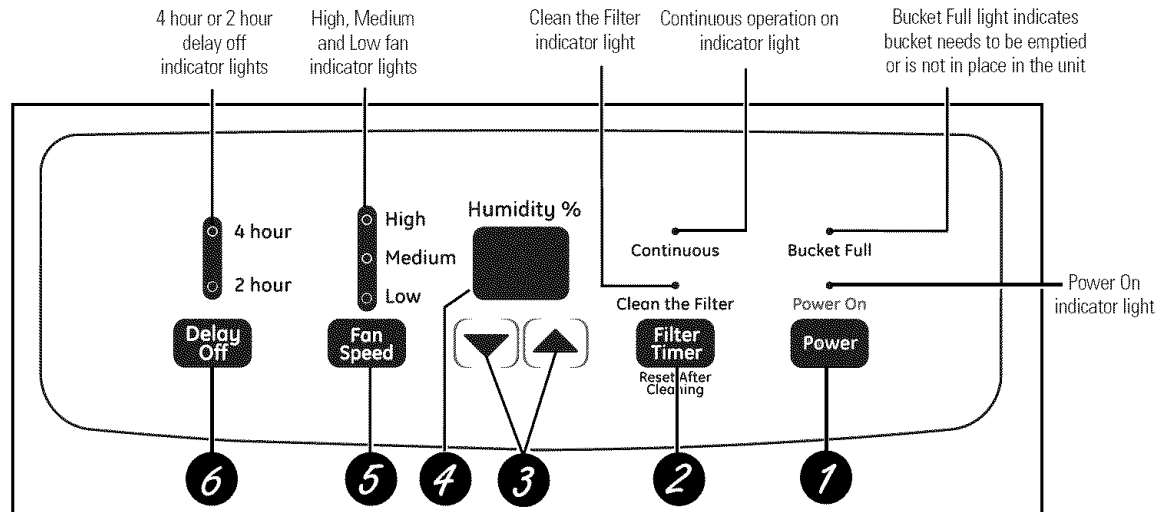 4 hour or 2 hour
delay off
indicator lights
High, Medium
and Low fan
indicator lights
Clean the Filter
indicator light
Continuous operation on
indicator light
Bucket Full light indicates
bucket needs to be emptied
or is not in place in the unit
4 hour
2 hour
Delay
Off
High
Medium
Low
Fan
Speed
Humidity %
Continuous
Clean the Filter
Filter
Timer
Reset After
Cleaning
Bucket Full
Power On
Power
Power On
indicator light
6
5
4
3
2
1